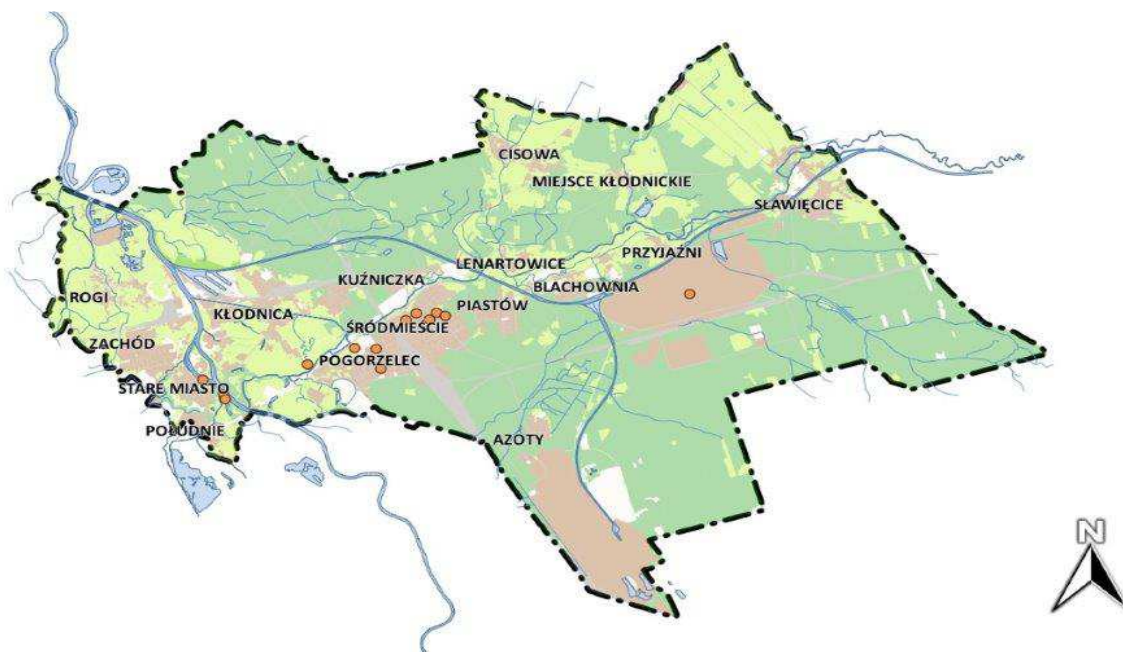 CISOWA
MIEJSCE KŁODNICKIE
SŁAWIĘCICE
PRZYJAŹNI
LENARTOWICE
KUŹNICZKA
BLACHOWNIA
ROGI
PIASTÓW
KŁODNICA
ŚRÓDMIEŚCIE
ZACHÓD
POGORZELEC
STARE MIASTO
POŁUDNIE
AZOTY
N